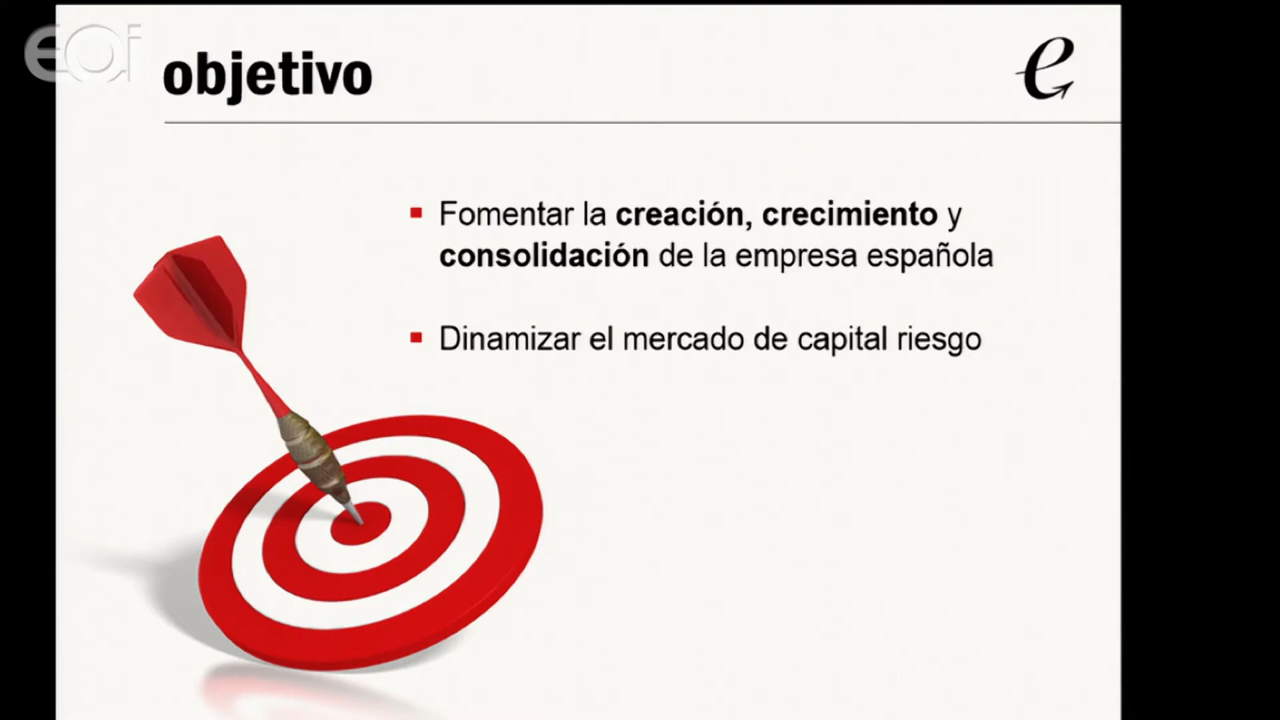 eoi
objetivo
e
Fomentar la creación, crecimiento y
consolidación de la empresa española
Dinamizar el mercado de capital riesgo